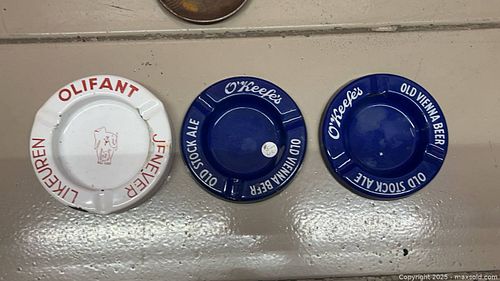 OLIFANT
LIKEUREN
JENEVER
O'Keefe's
OLD STOCK ALE
OLD VIENNA BEER
O'Keefe's
OLD VIENNA BEER
OLD STOCK ALE
Copyright 2025 - maxsold.com